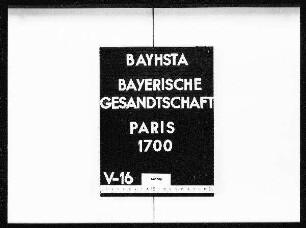 BAYHSTA
BAYERISCHE
GESANDTSCHAFT
PARIS
1700
V-16